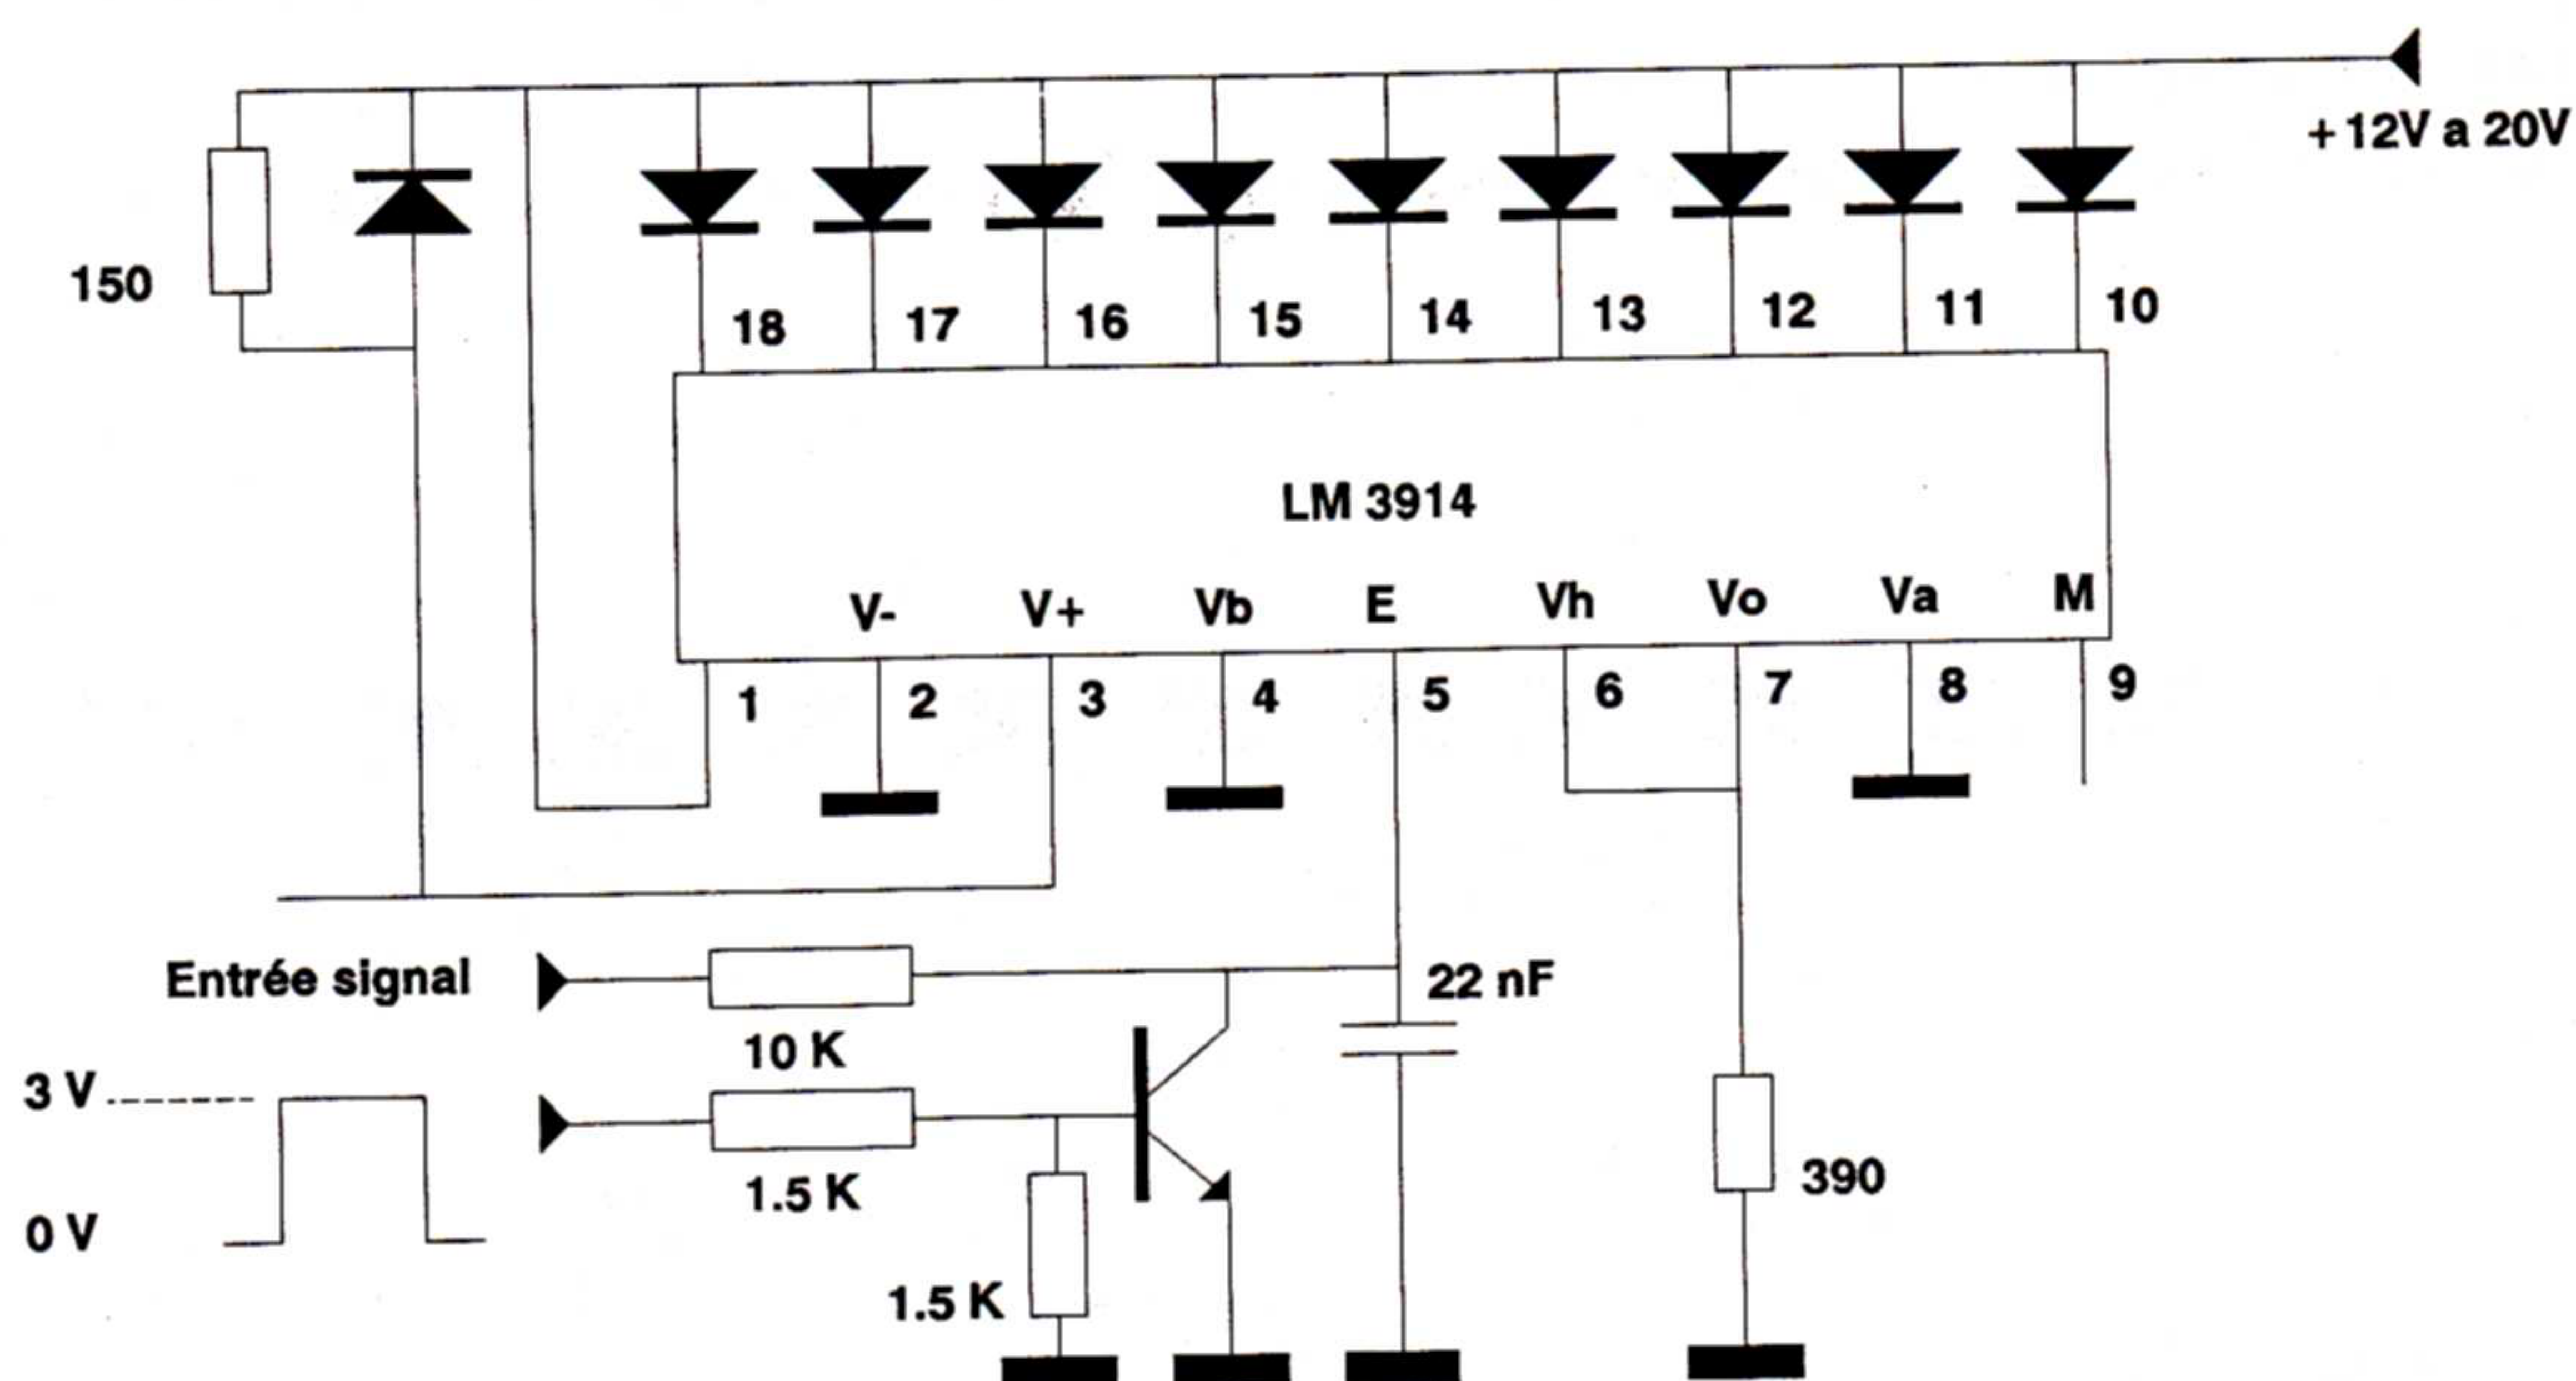 + 12V a 20V
150
18 17 16 15 14 13 12 11 10
LM 3914
V- V+ Vb E Vh Vo Va M
1 2 3 4 5 6 7 8 9
Entrée signal
22 nF
10 K
3 V
1.5 K
390
0 V
1.5 K